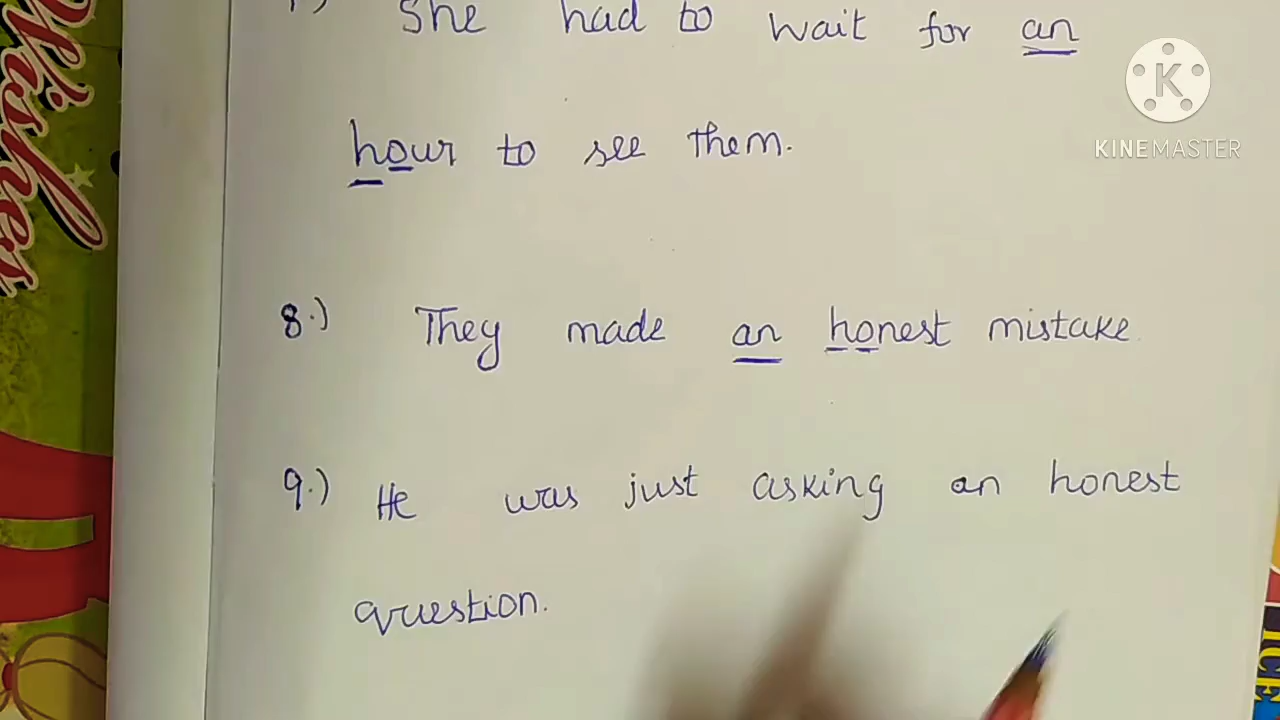 She had to wait for an
KINEMASTER
hour to see them.
8.) They made an honest mistake.
9.) He was just asking an honest
question.